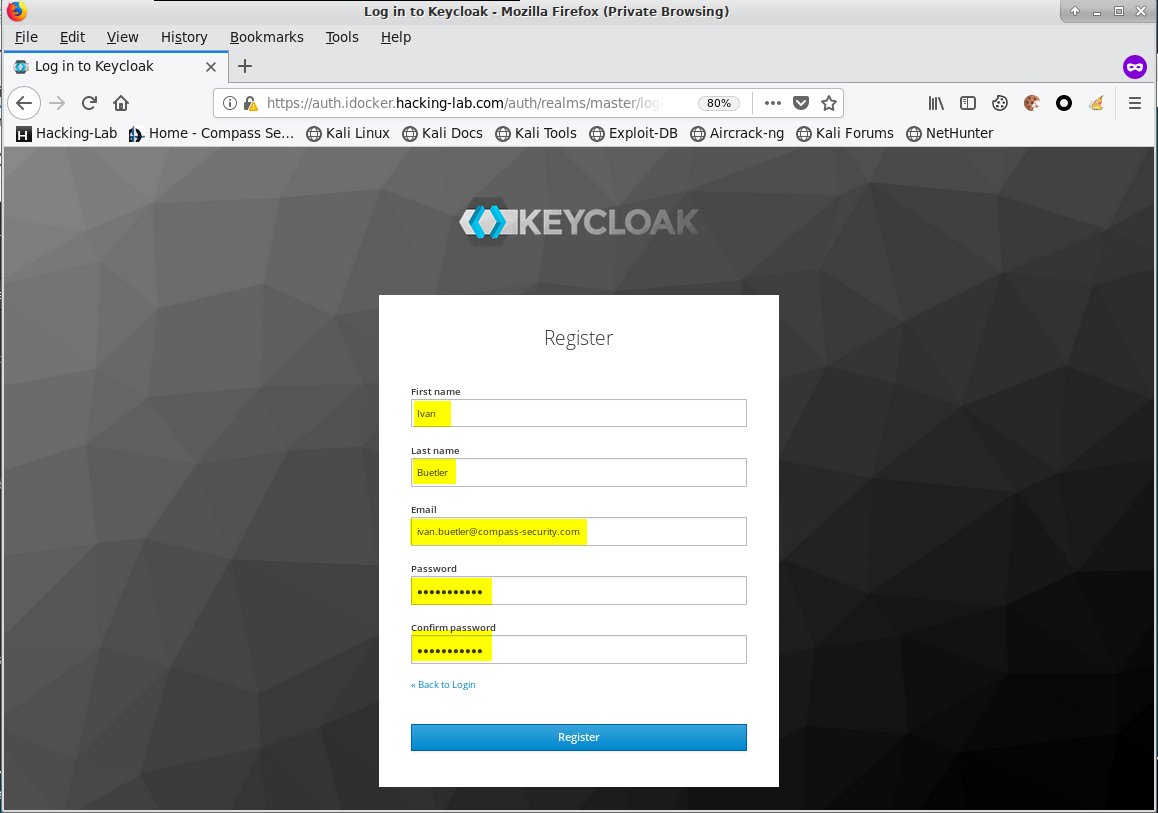 Log in to Keycloak - Mozilla Firefox (Private Browsing)
File Edit View History Bookmarks Tools Help
Log in to Keycloak
https://auth.idocker.hacking-lab.com/auth/realms/master/log 80%
Hacking-Lab Home - Compass Se... Kali Linux Kali Docs Kali Tools Exploit-DB Aircrack-ng Kali Forums NetHunter
KEYCLOAK
Register
First name
Ivan
Last name
Buetler
Email
ivan.buetler@compass-security.com
Password
•••••••••••
Confirm password
•••••••••••
« Back to Login
Register